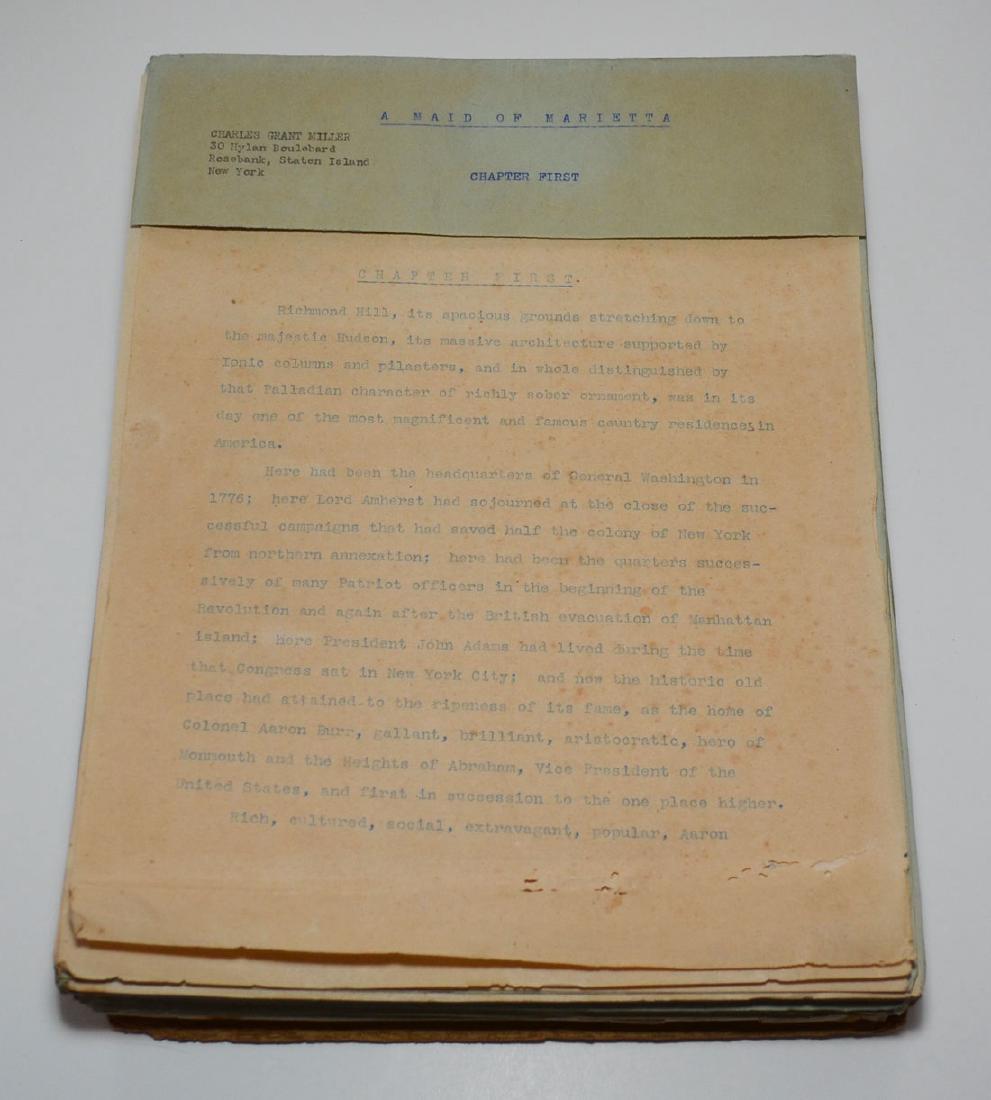 A MAID OF MARIETTA
CHARLES GRANT MILLER
30 Hylan Boulebard
Rosebank, Staten Island
New York
CHAPTER FIRST
CHAPTER FIRST.
Richmond Hill, its spacious grounds stretching down to
the majestic Hudson, its massive architecture supported by
Ionic columns and pilasters, and in whole distinguished by
that Palladian character of richly sober ornament, was in its
day one of the most magnificent and famous country residences in
America.
Here had been the headquarters of General Washington in
1776; here Lord Amherst had sojourned at the close of the suc-
cessful campaigns that had saved half the colony of New York
from northern annexation; here had been the quarters succes-
sively of many Patriot officers in the beginning of the
Revolution and again after the British evacuation of Manhattan
island; here President John Adams had lived during the time
that Congress sat in New York City; and now the historic old
place had attained to the ripeness of its fame, as the home of
Colonel Aaron Burr, gallant, brilliant, aristocratic, hero of
Monmouth and the Heights of Abraham, Vice President of the
United States, and first in succession to the one place higher.
Rich, cultured, social, extravagant, popular, Aaron